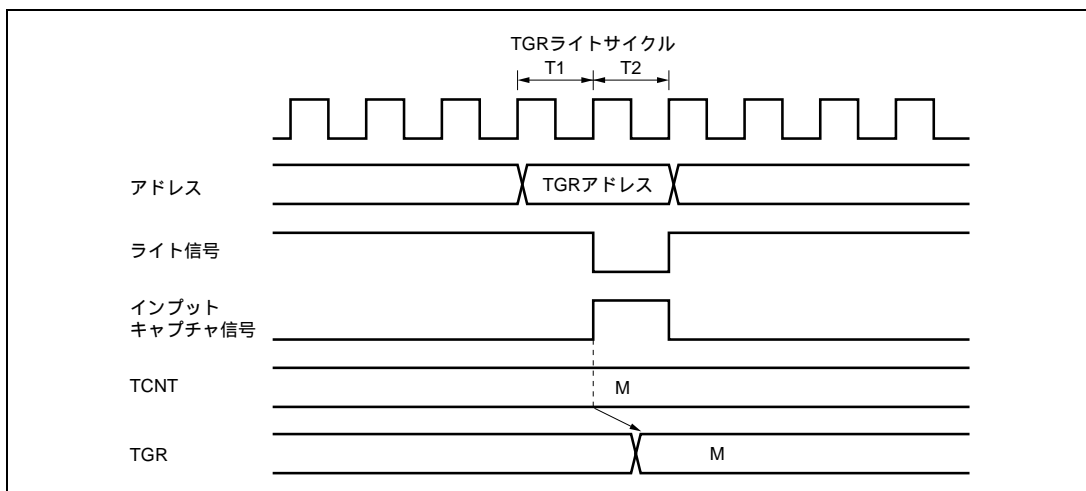 TGRライトサイクル
T1 T2
アドレス TGRアドレス
ライト信号
インプット
キャプチャ信号
TCNT M
TGR M